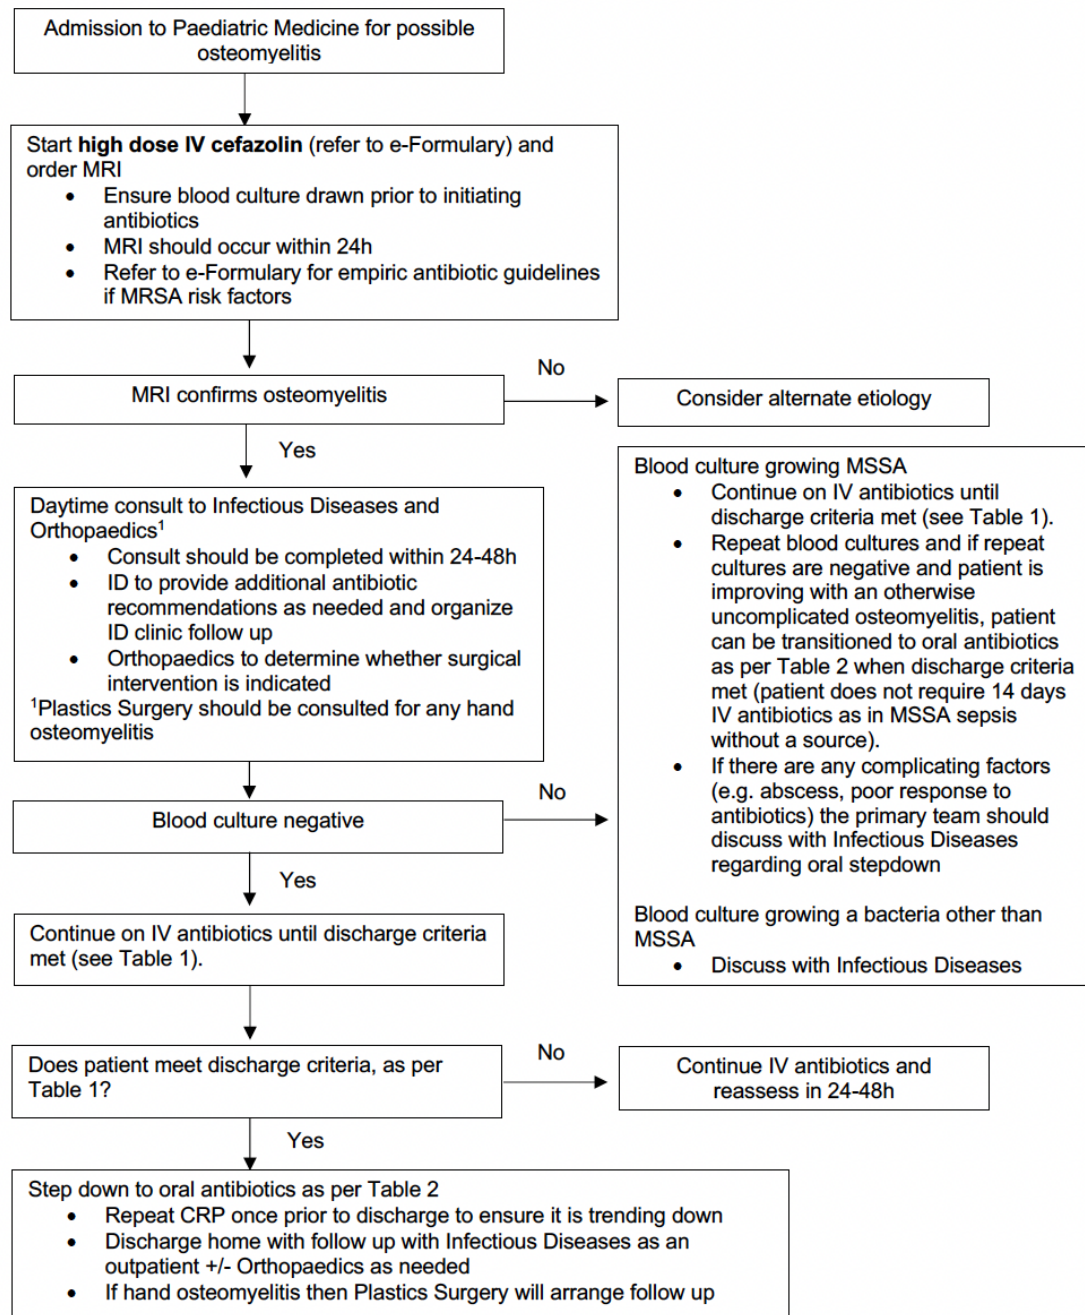 Admission to Paediatric Medicine for possible
osteomyelitis
Start high dose IV cefazolin (refer to e-Formulary) and
order MRI
• Ensure blood culture drawn prior to initiating
antibiotics
• MRI should occur within 24h
• Refer to e-Formulary for empiric antibiotic guidelines
if MRSA risk factors
MRI confirms osteomyelitis
No
Consider alternate etiology
Yes
Daytime consult to Infectious Diseases and
Orthopaedics¹
• Consult should be completed within 24-48h
• ID to provide additional antibiotic
recommendations as needed and organize
ID clinic follow up
• Orthopaedics to determine whether surgical
intervention is indicated
¹Plastics Surgery should be consulted for any hand
osteomyelitis
Blood culture negative
No
Blood culture growing MSSA
• Continue on IV antibiotics until
discharge criteria met (see Table 1).
• Repeat blood cultures and if repeat
cultures are negative and patient is
improving with an otherwise
uncomplicated osteomyelitis, patient
can be transitioned to oral antibiotics
as per Table 2 when discharge criteria
met (patient does not require 14 days
IV antibiotics as in MSSA sepsis
without a source).
• If there are any complicating factors
(e.g. abscess, poor response to
antibiotics) the primary team should
discuss with Infectious Diseases
regarding oral stepdown
Blood culture growing a bacteria other than
MSSA
• Discuss with Infectious Diseases
Yes
Continue on IV antibiotics until discharge criteria
met (see Table 1).
Does patient meet discharge criteria, as per
Table 1?
No
Continue IV antibiotics and
reassess in 24-48h
Yes
Step down to oral antibiotics as per Table 2
• Repeat CRP once prior to discharge to ensure it is trending down
• Discharge home with follow up with Infectious Diseases as an
outpatient +/- Orthopaedics as needed
• If hand osteomyelitis then Plastics Surgery will arrange follow up